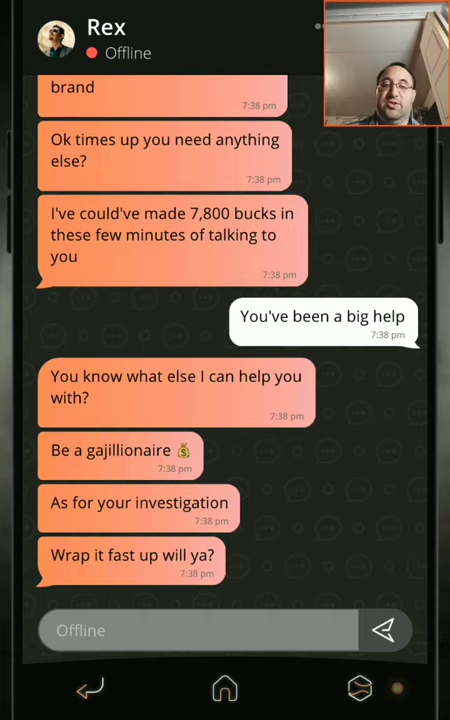 Rex
Offline
brand
7:38 pm
Ok times up you need anything
else?
7:38 pm
I've could've made 7,800 bucks in
these few minutes of talking to
you
7:38 pm
You've been a big help
7:38 pm
You know what else I can help you
with?
7:38 pm
Be a gajillionaire 💰
7:38 pm
As for your investigation
7:38 pm
Wrap it fast up will ya?
7:38 pm
Offline